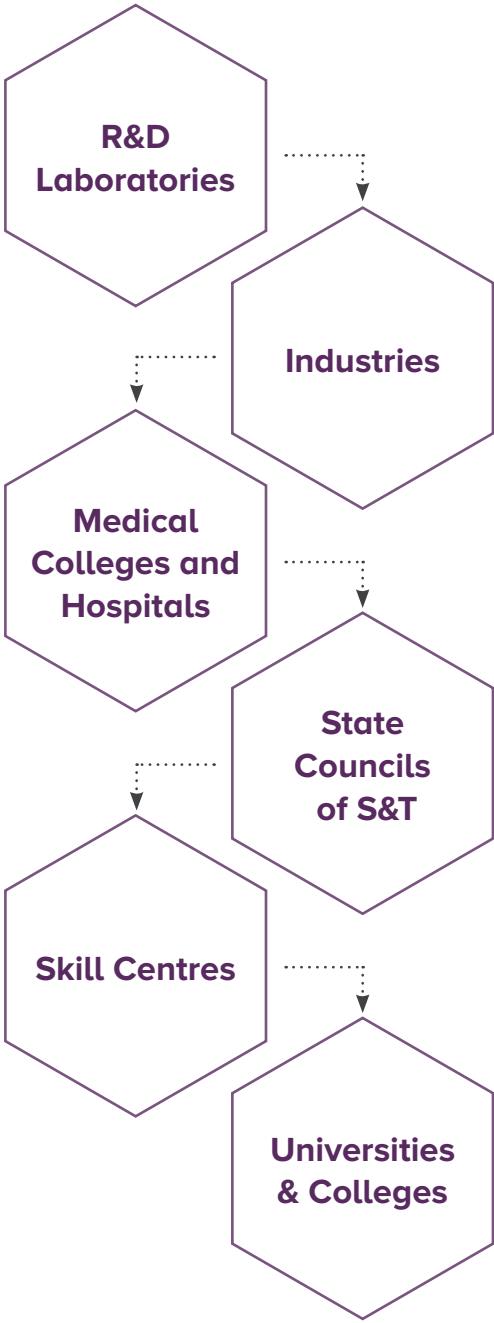 R&D
Laboratories
Industries
Medical
Colleges and
Hospitals
State
Councils
of S&T
Skill Centres
Universities
& Colleges